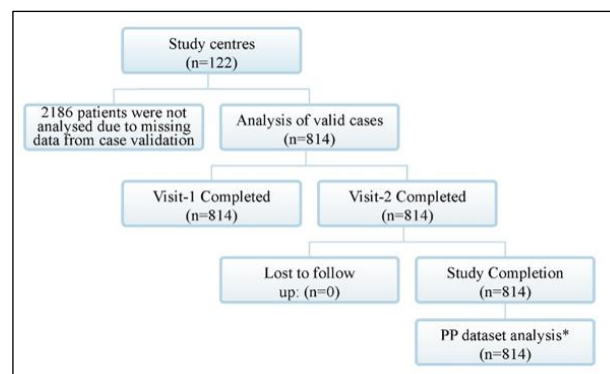 Study centres
(n=122)
2186 patients were not
analysed due to missing
data from case validation
Analysis of valid cases
(n=814)
Visit-1 Completed
(n=814)
Visit-2 Completed
(n=814)
Lost to follow
up: (n=0)
Study Completion
(n=814)
PP dataset analysis*
(n=814)